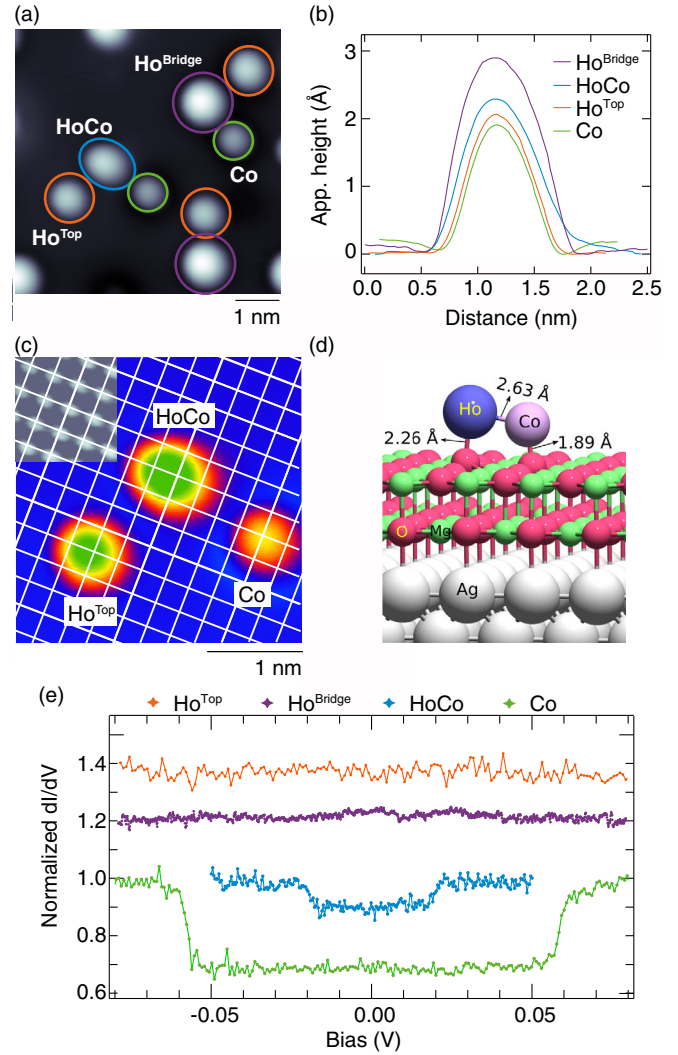 (a)
Ho^Bridge
HoCo
Co
Ho^Top
1 nm
(b)
App. height (Å)
3
2
1
0
Ho^Bridge
HoCo
Ho^Top
Co
0.0 0.5 1.0 1.5 2.0 2.5
Distance (nm)
(c)
HoCo
Ho^Top
Co
1 nm
(d)
Ho
2.63 Å
Co
2.26 Å
1.89 Å
O
Mg
Ag
(e)
Ho^Top Ho^Bridge HoCo Co
Normalized dI/dV
1.4
1.2
1.0
0.8
0.6
-0.05 0.00 0.05
Bias (V)